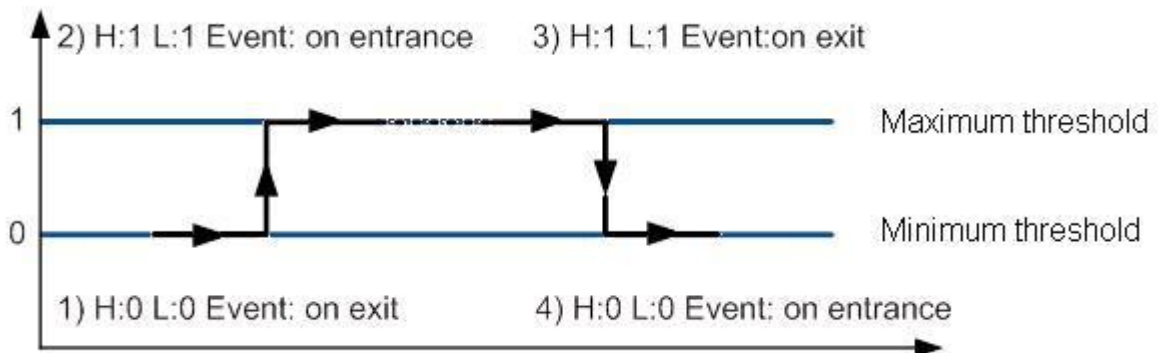 2) H:1 L:1 Event: on entrance
3) H:1 L:1 Event:on exit
1
Maximum threshold
0
Minimum threshold
1) H:0 L:0 Event: on exit
4) H:0 L:0 Event: on entrance